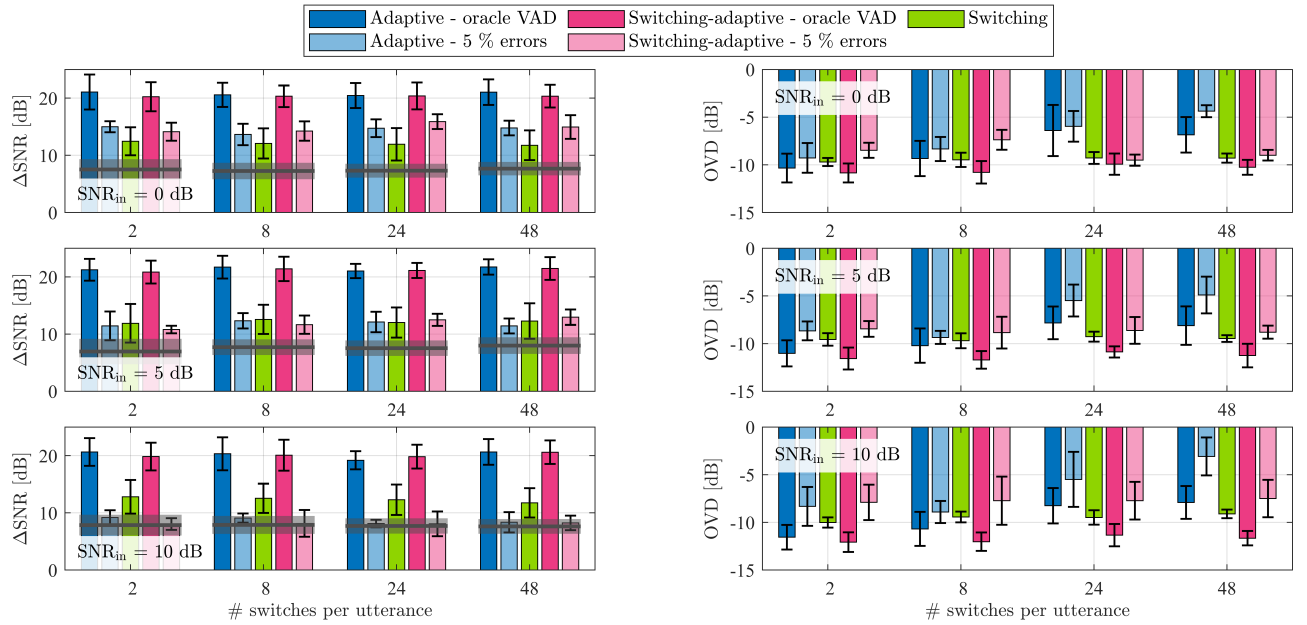 Adaptive - oracle VAD Switching-adaptive - oracle VAD Switching
Adaptive - 5 % errors Switching-adaptive - 5 % errors
ΔSNR [dB]
20
10
0
SNRin = 0 dB
2 8 24 48
OVD [dB]
0
-5
-10
-15
SNRin = 0 dB
2 8 24 48
ΔSNR [dB]
20
10
0
SNRin = 5 dB
2 8 24 48
OVD [dB]
0
-5
-10
-15
SNRin = 5 dB
2 8 24 48
ΔSNR [dB]
20
10
0
SNRin = 10 dB
2 8 24 48
# switches per utterance
OVD [dB]
0
-5
-10
-15
SNRin = 10 dB
2 8 24 48
# switches per utterance